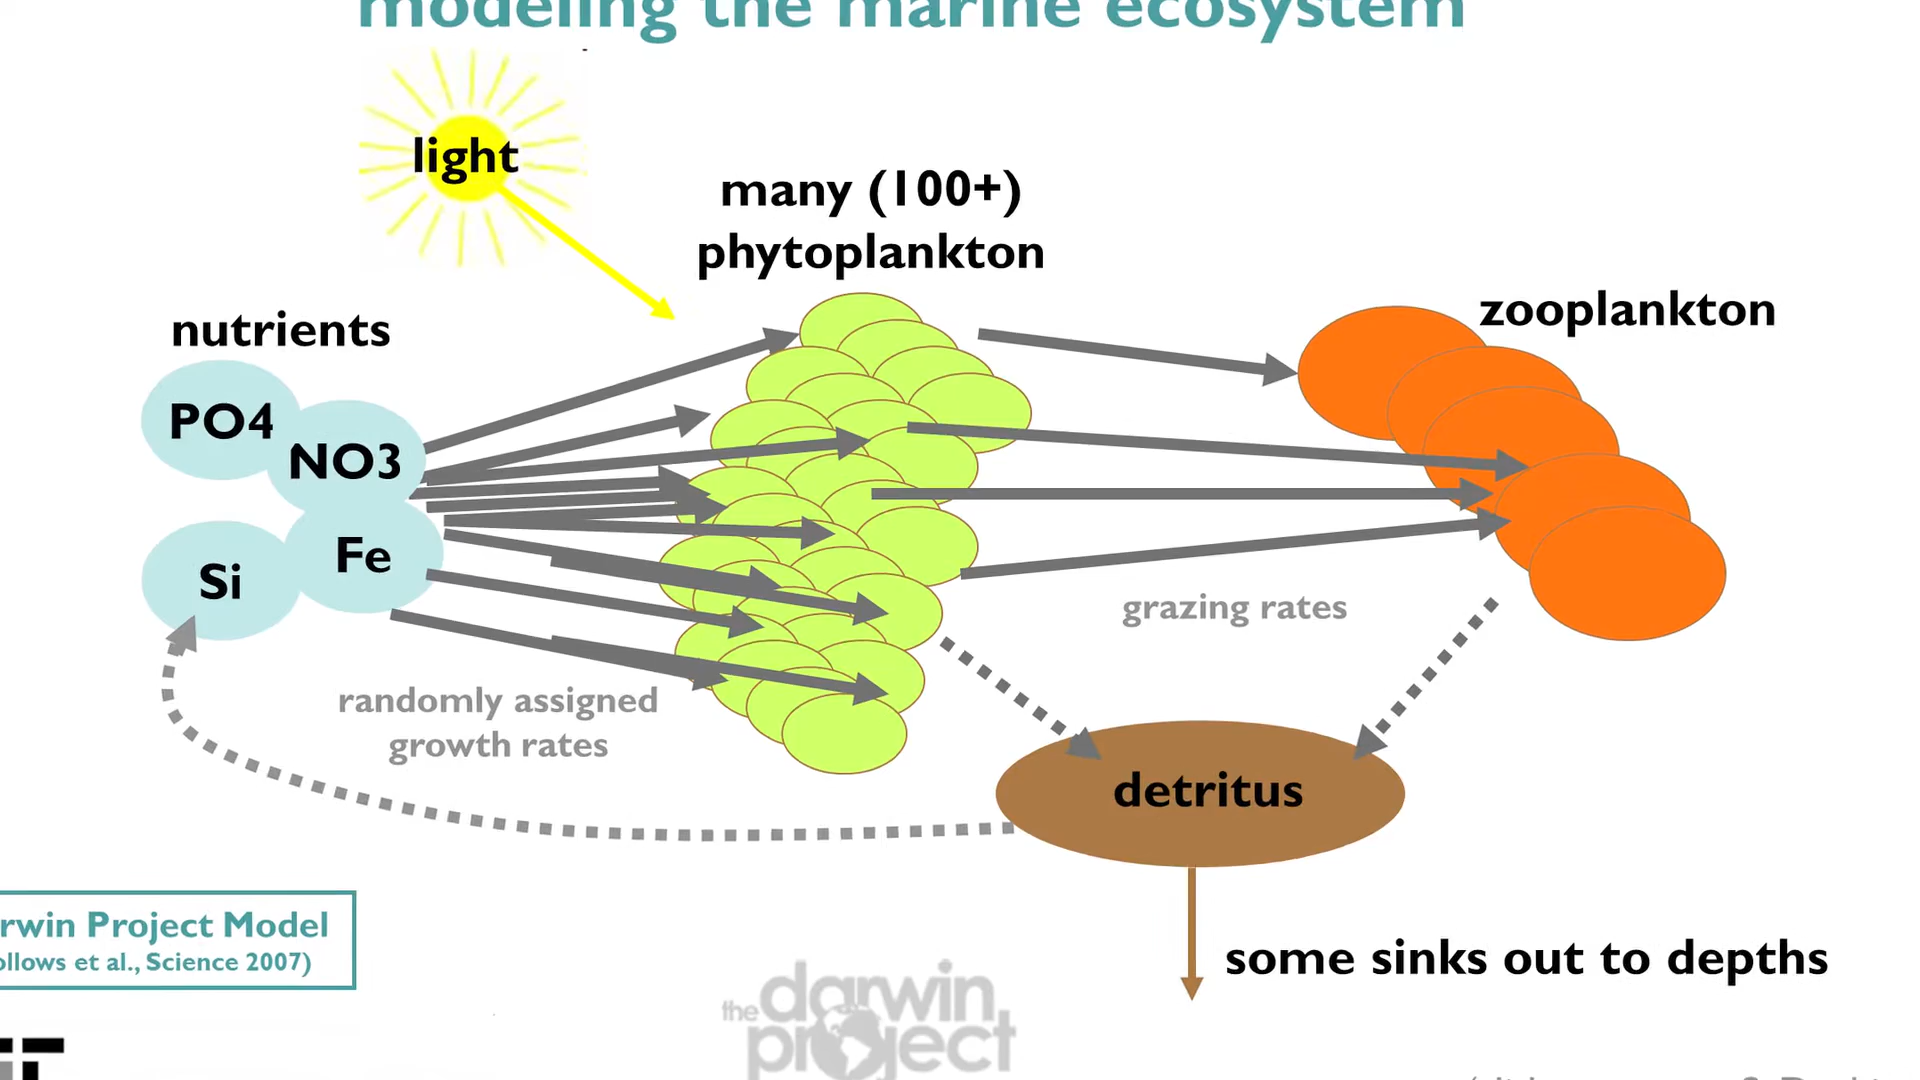 modeling the marine ecosystem
light
many (100+)
phytoplankton
zooplankton
nutrients
PO4
NO3
Si
Fe
grazing rates
randomly assigned
growth rates
detritus
some sinks out to depths
rwin Project Model
ollows et al., Science 2007)
the darwin
project